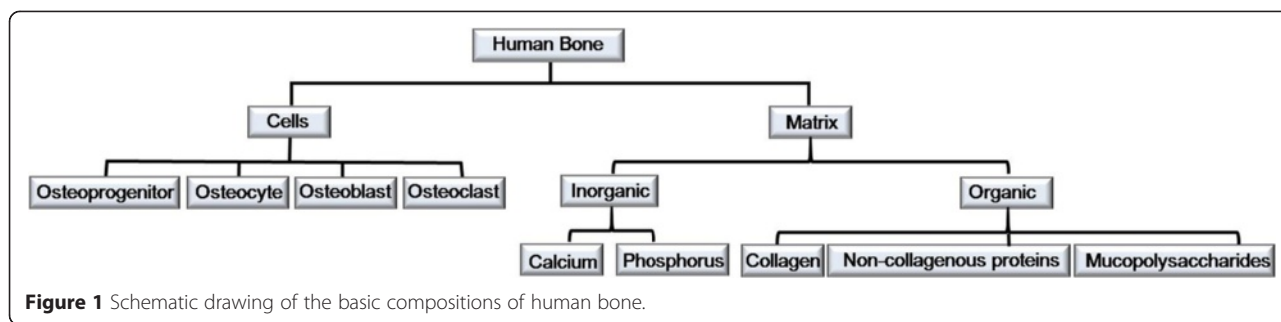 Human Bone
Cells
Matrix
Osteoprogenitor Osteocyte Osteoblast Osteoclast
Inorganic
Organic
Calcium Phosphorus
Collagen Non-collagenous proteins Mucopolysaccharides
Figure 1 Schematic drawing of the basic compositions of human bone.